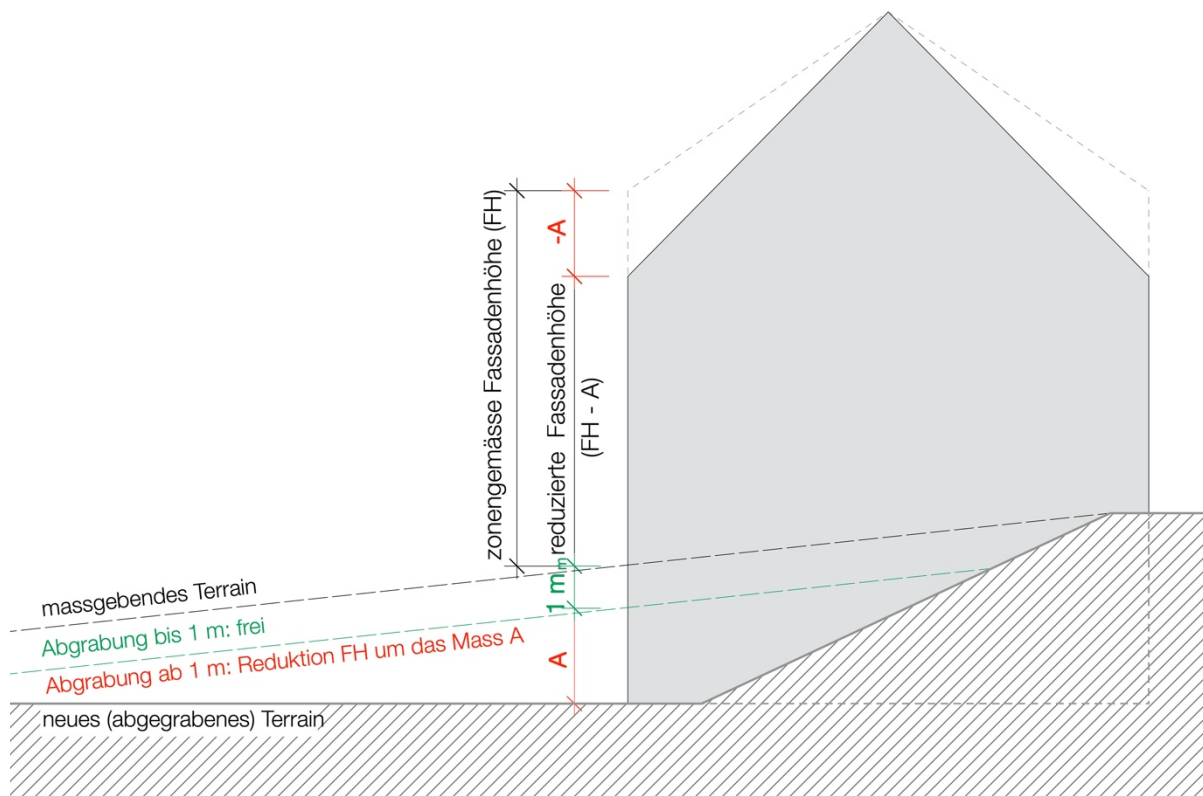 zonengemässe Fassadenhöhe (FH)
-A
reduzierte Fassadenhöhe
(FH - A)
1 m
m
A
massgebendes Terrain
Abgrabung bis 1 m: frei
Abgrabung ab 1 m: Reduktion FH um das Mass A
neues (abgegrabenes) Terrain